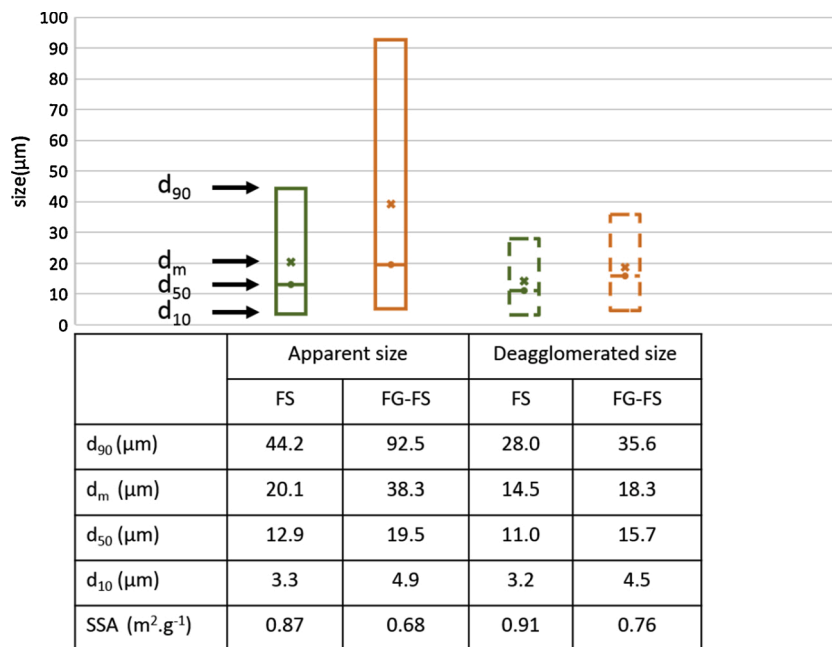 100
90
80
70
60
50
40
30
20
10
0
size(μm)
d90
dm
d50
d10
Apparent size Deagglomerated size
FS FG-FS FS FG-FS
d90 (μm) 44.2 92.5 28.0 35.6
dm (μm) 20.1 38.3 14.5 18.3
d50 (μm) 12.9 19.5 11.0 15.7
d10 (μm) 3.3 4.9 3.2 4.5
SSA (m².g⁻¹) 0.87 0.68 0.91 0.76